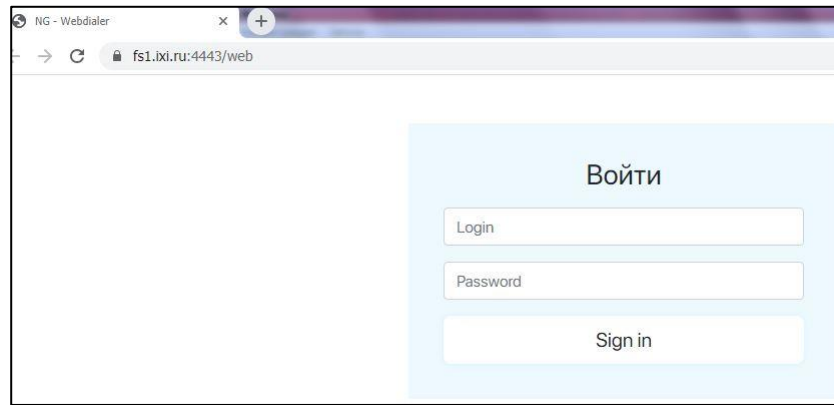 NG - Webdialer
fs1.ixi.ru:4443/web
Войти
Login
Password
Sign in